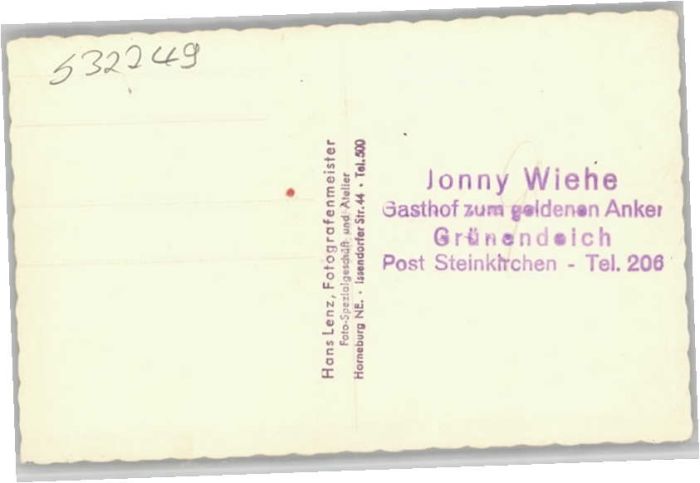 532249
Hans Lenz, Fotografenmeister
Foto-Spezialgeschäft und Atelier
Horneburg NE. · Issendorfer Str. 44 · Tel. 500
Jonny Wiehe
Gasthof zum goldenen Anker
Grünendeich
Post Steinkirchen - Tel. 206